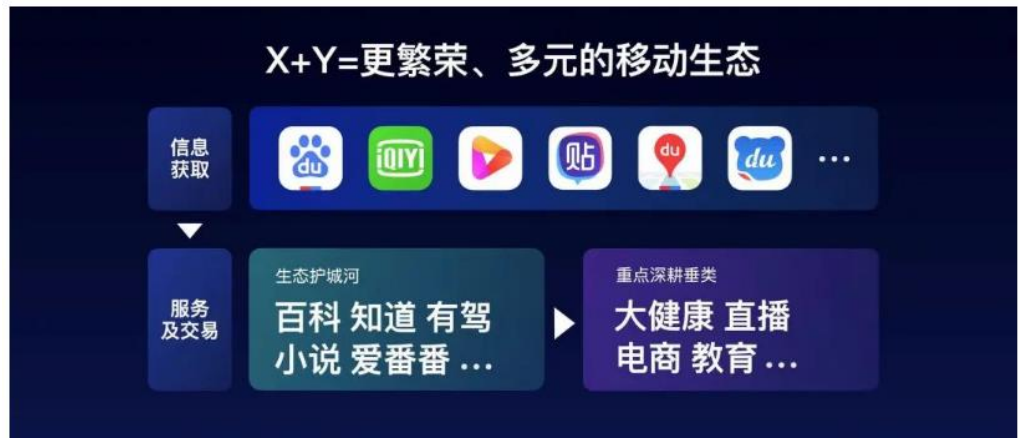 X+Y=更繁荣、多元的移动生态
信息
获取
du
iQIYI
贴
du
du
...
服务
及交易
生态护城河
百科 知道 有驾
小说 爱番番 ...
重点深耕垂类
大健康 直播
电商 教育 ...